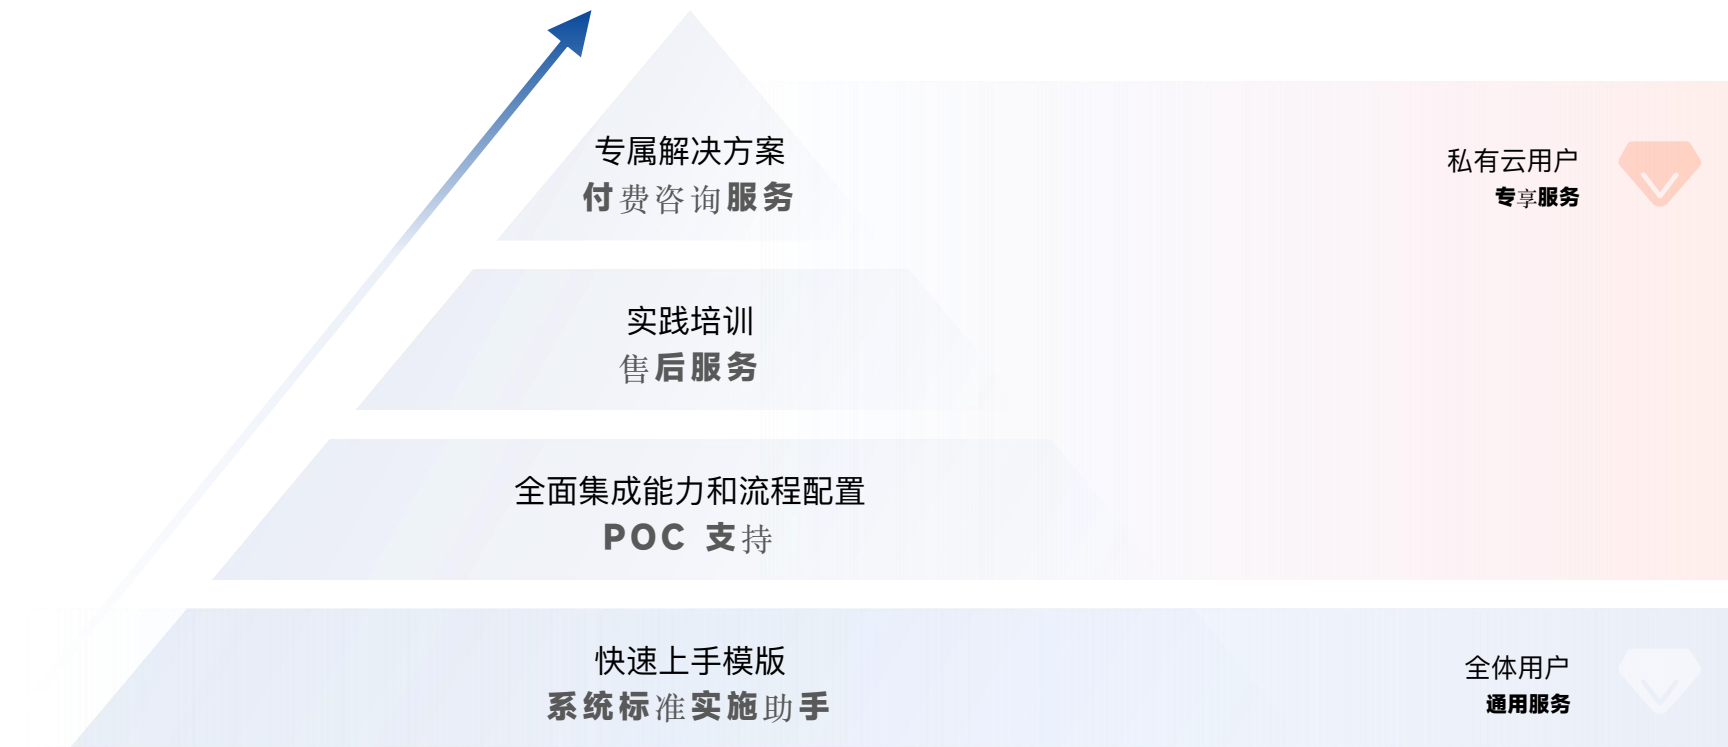 专属解决方案
付费咨询服务
私有云用户
专享服务
实践培训
售后服务
全面集成能力和流程配置
POC 支持
快速上手模版
系统标准实施助手
全体用户
通用服务